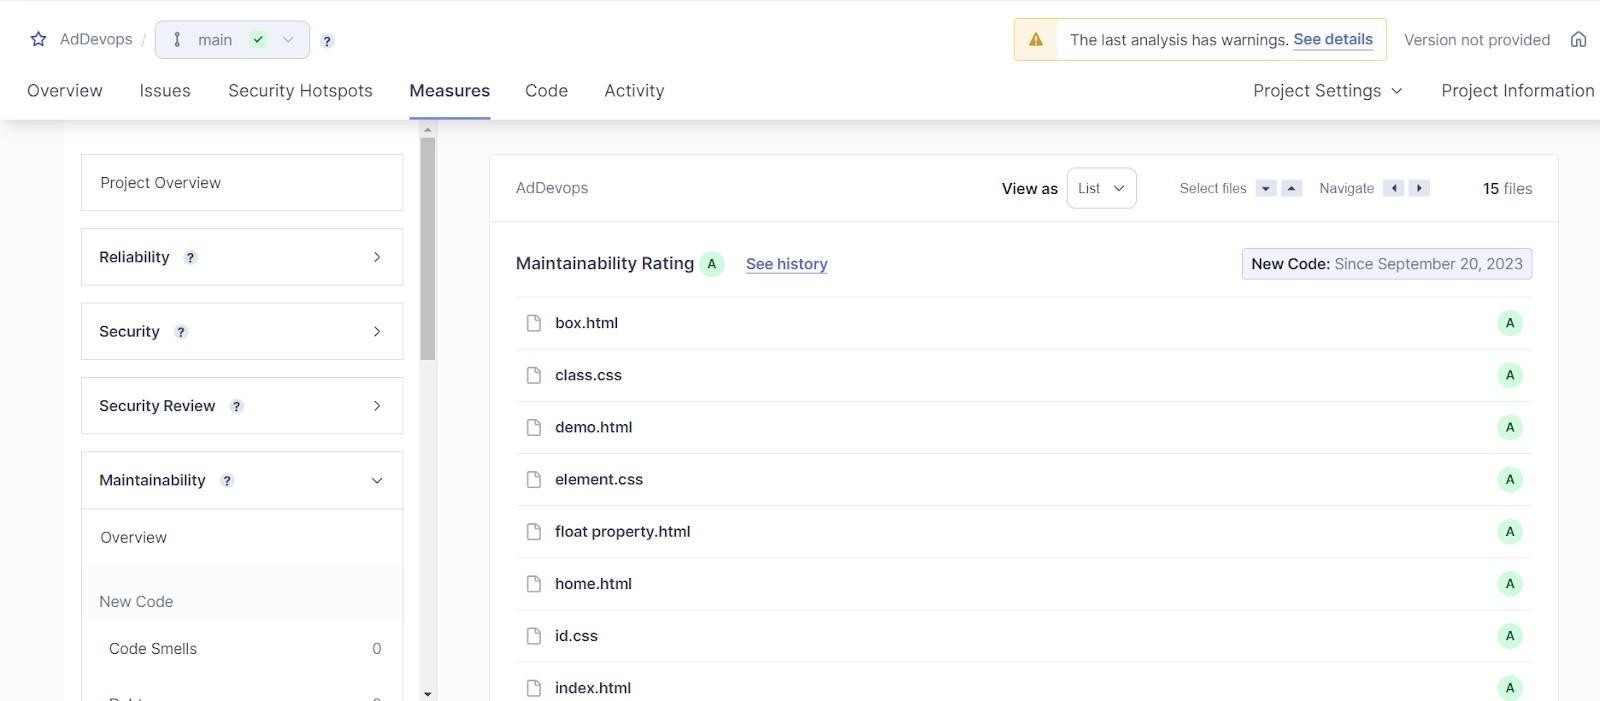 AdDevops / main ?
The last analysis has warnings. See details
Version not provided
Overview Issues Security Hotspots Measures Code Activity
Project Settings Project Information
Project Overview
Reliability ?
Security ?
Security Review ?
Maintainability ?
Overview
New Code
Code Smells 0
AdDevops View as List Select files Navigate 15 files
Maintainability Rating A See history New Code: Since September 20, 2023
box.html A
class.css A
demo.html A
element.css A
float property.html A
home.html A
id.css A
index.html A